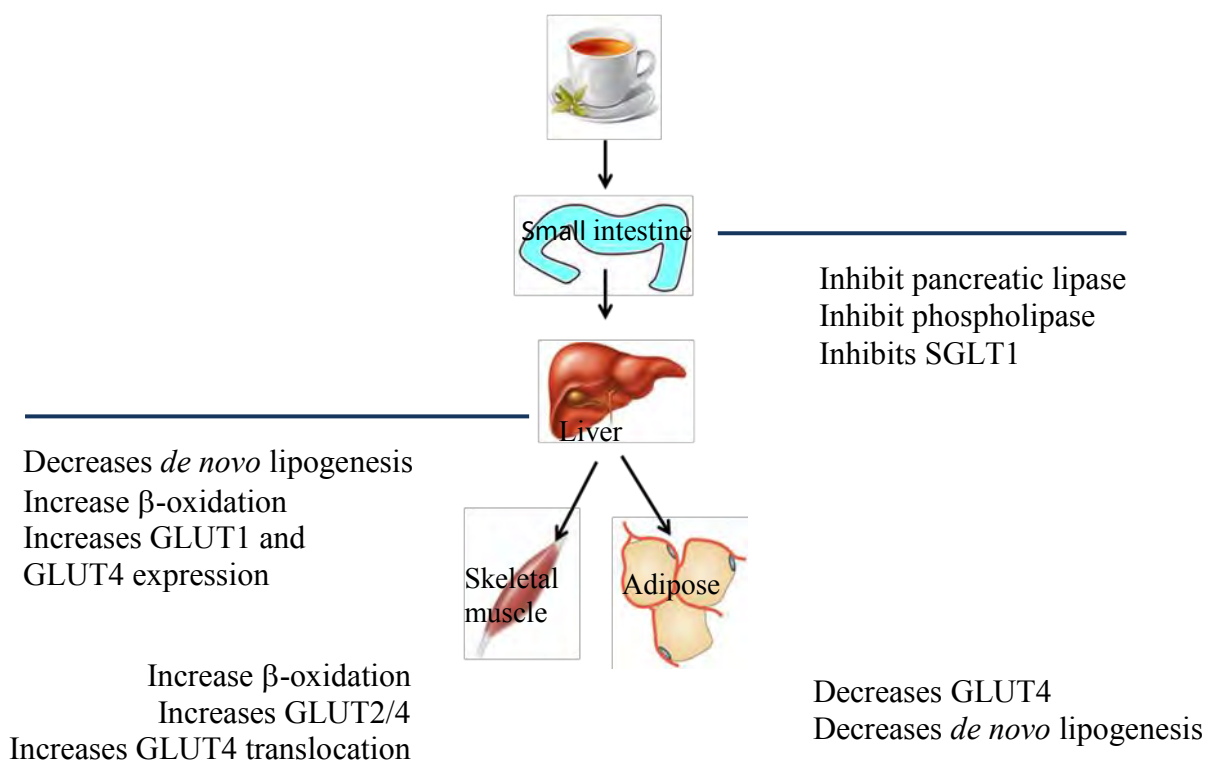 Small intestine
Inhibit pancreatic lipase
Inhibit phospholipase
Inhibits SGLT1
Liver
Decreases de novo lipogenesis
Increase β-oxidation
Increases GLUT1 and
GLUT4 expression
Skeletal
muscle
Adipose
Increase β-oxidation
Increases GLUT2/4
Increases GLUT4 translocation
Decreases GLUT4
Decreases de novo lipogenesis